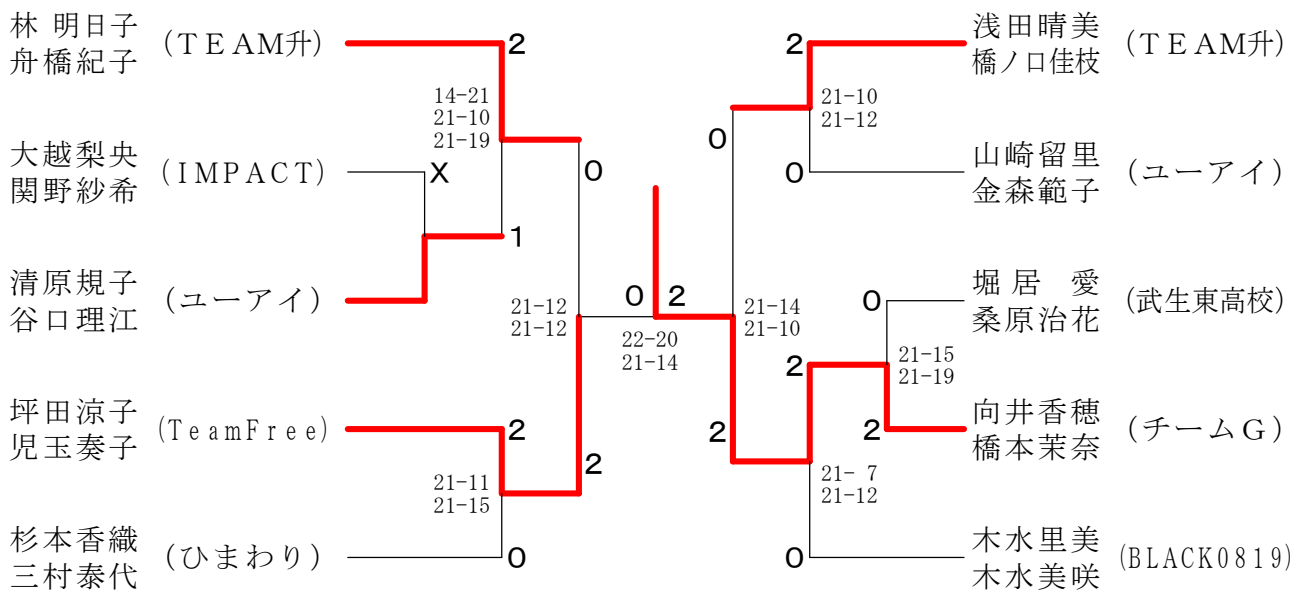 林 明日子
舟橋紀子
(ＴＥＡＭ升)
2
14-21
21-10
21-19
大越梨央
関野紗希
(ＩＭＰＡＣＴ)
X
0
1
清原規子
谷口理江
(ユーアイ)
21-12
21-12
坪田涼子
児玉奏子
(TeamFree)
2
2
21-11
21-15
杉本香織
三村泰代
(ひまわり)
0
0
2
22-20
21-14
2
浅田晴美
橋ノ口佳枝
(ＴＥＡＭ升)
21-10
21-12
0
0
山崎留里
金森範子
(ユーアイ)
21-14
21-10
0
堀居　愛
桑原治花
(武生東高校)
2
21-15
21-19
2
2
向井香穂
橋本茉奈
(チームＧ)
21- 7
21-12
0
木水里美
木水美咲
(BLACK0819)